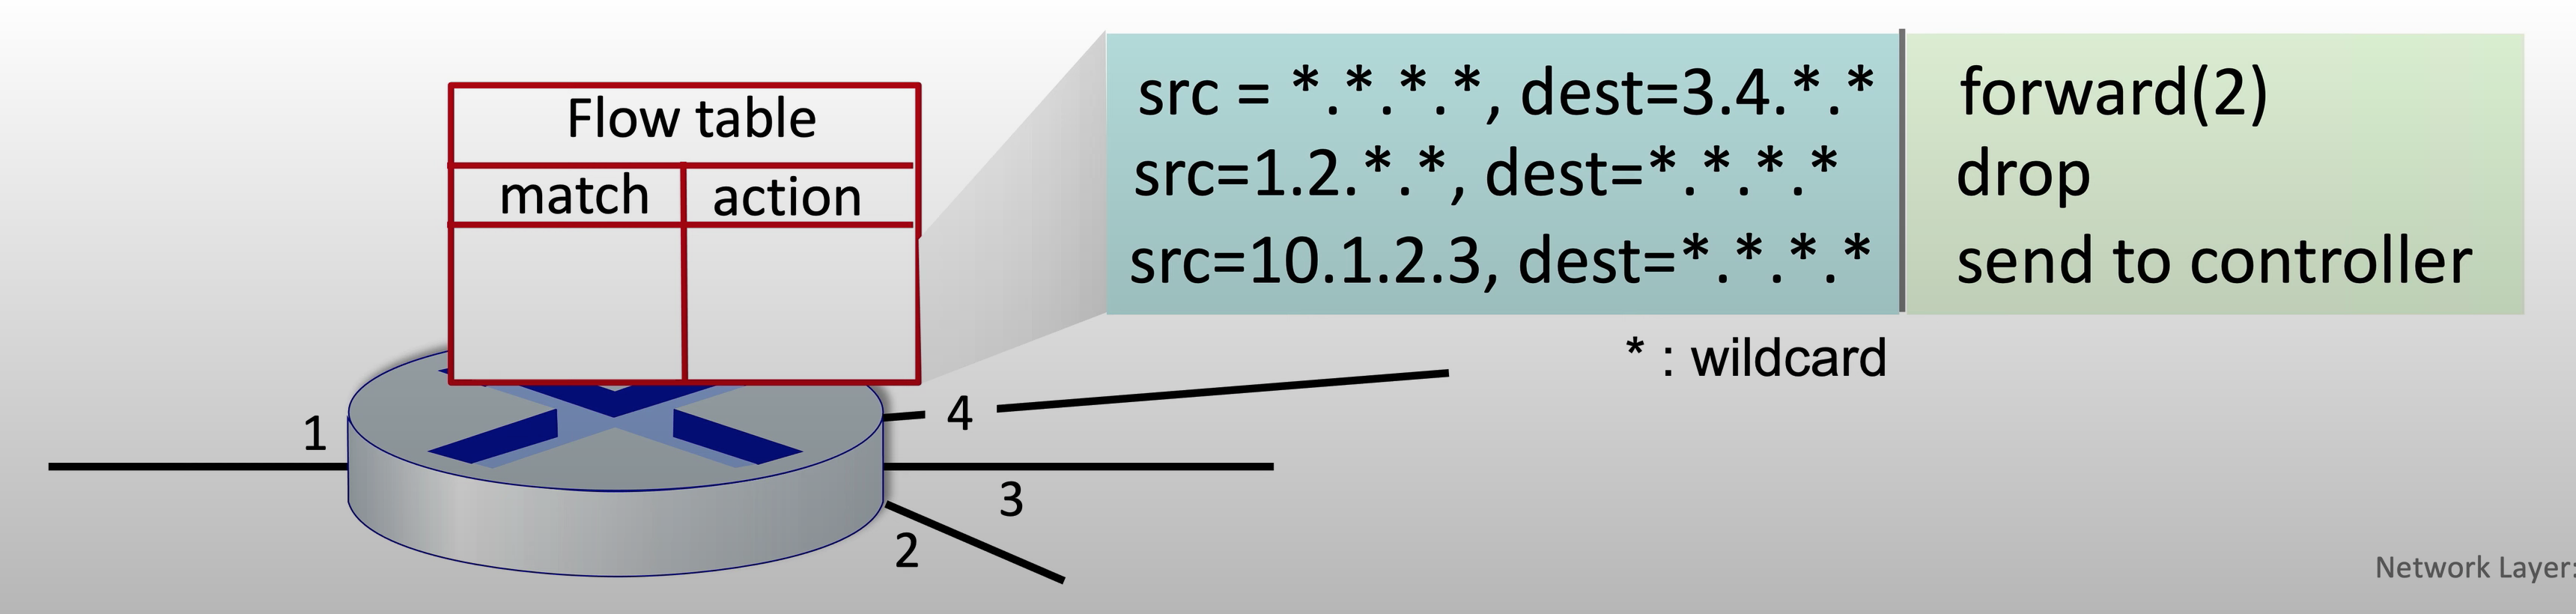 Flow table
match action
src = *.*.*.*, dest=3.4.*.* forward(2)
src=1.2.*.*, dest=*.*.*.* drop
src=10.1.2.3, dest=*.*.*.* send to controller
* : wildcard
1
4
3
2
Network Layer: